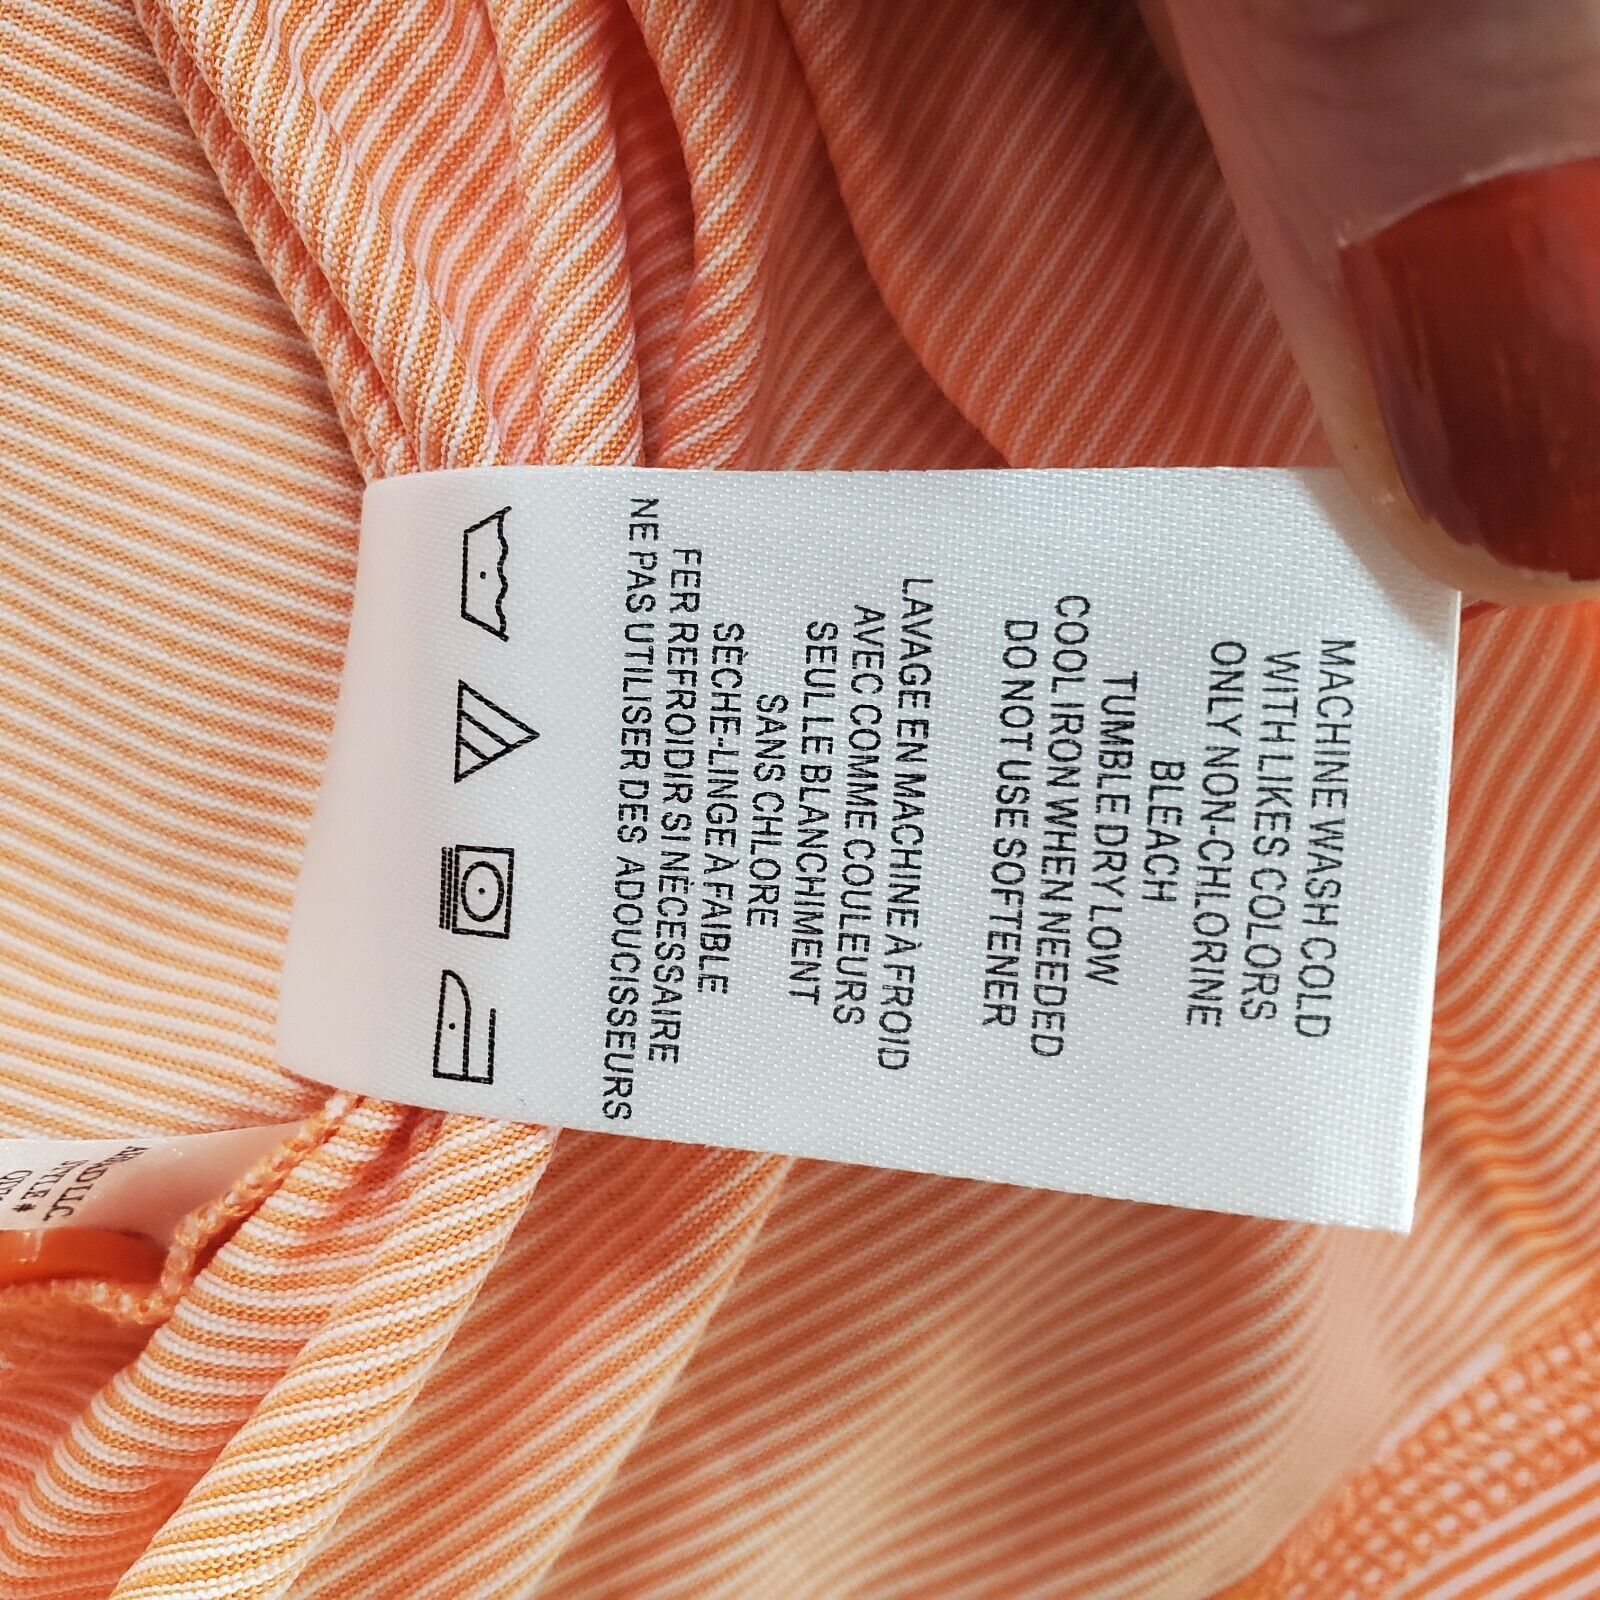 MACHINE WASH COLD
WITH LIKES COLORS
ONLY NON-CHLORINE
BLEACH
TUMBLE DRY LOW
COOL IRON WHEN NEEDED
DO NOT USE SOFTENER
LAVAGE EN MACHINE À FROID
AVEC COMME COULEURS
SEUL LE BLANCHIMENT
SANS CHLORE
SÈCHE-LINGE À FAIBLE
FER REFROIDIR SI NÈCESSAIRE
NE PAS UTILISER DES ADOUCISSEURS
STYLE #